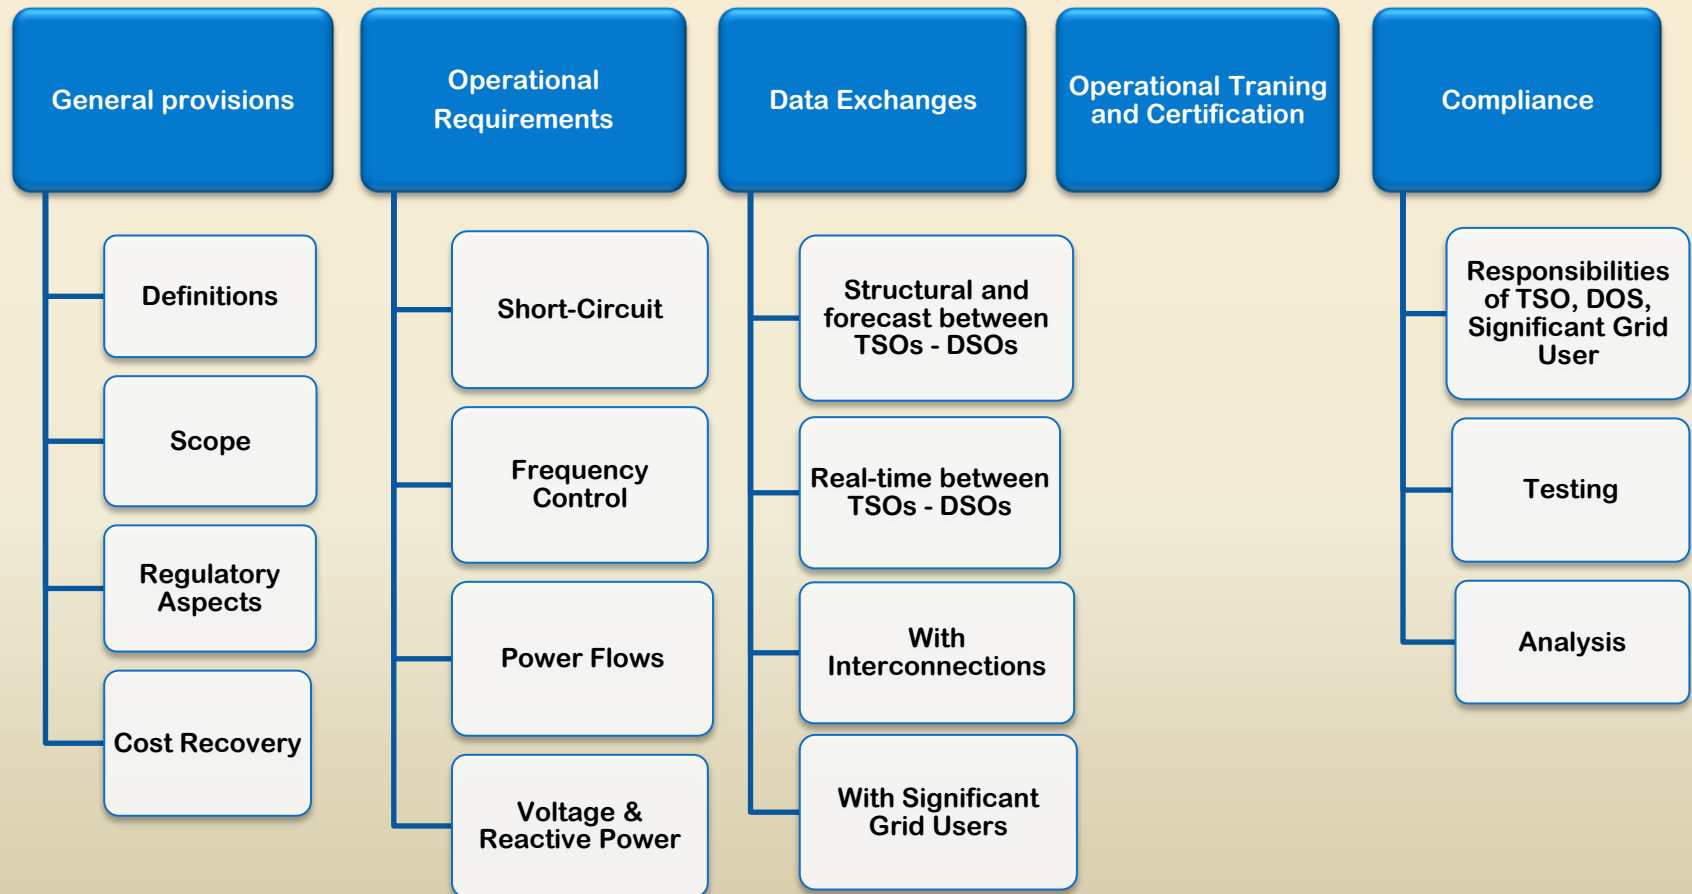 General provisions
Definitions
Scope
Regulatory
Aspects
Cost Recovery
Operational
Requirements
Short-Circuit
Frequency
Control
Power Flows
Voltage &
Reactive Power
Data Exchanges
Structural and
forecast between
TSOs - DSOs
Real-time between
TSOs - DSOs
With
Interconnections
With Significant
Grid Users
Operational Traning
and Certification
Compliance
Responsibilities
of TSO, DOS,
Significant Grid
User
Testing
Analysis